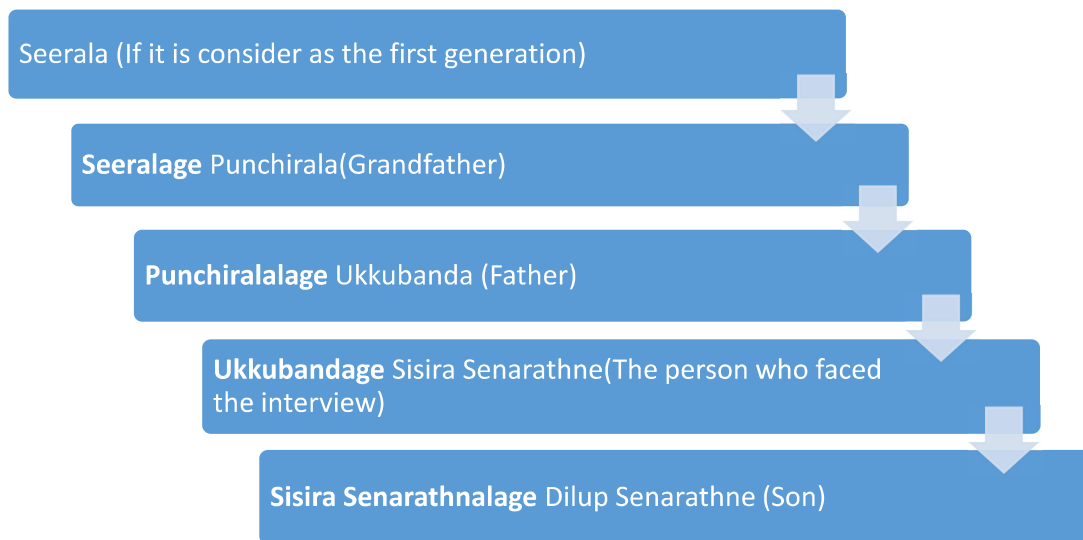 Seerala (If it is consider as the first generation)
Seeralage Punchirala(Grandfather)
Punchiralalage Ukkubanda (Father)
Ukkubandage Sisira Senarathne(The person who faced
the interview)
Sisira Senarathnalage Dilup Senarathne (Son)